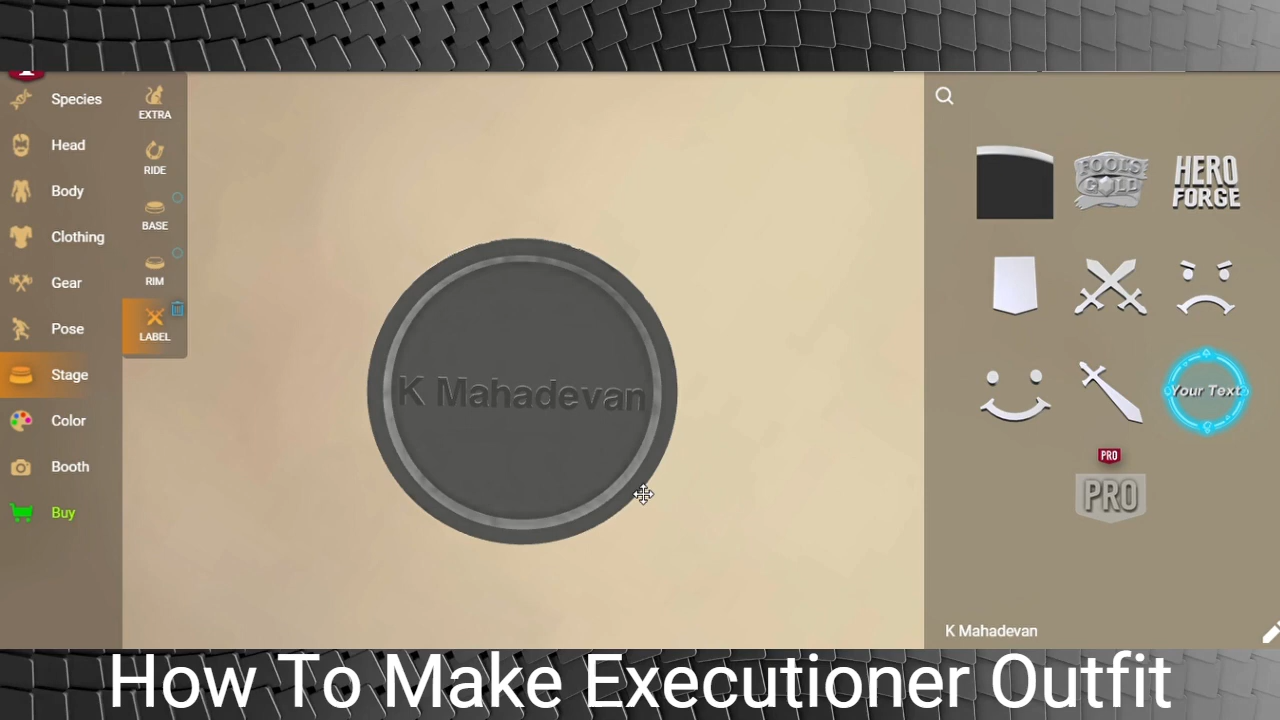 Species
Head
Body
Clothing
Gear
Pose
Stage
Color
Booth
Buy
EXTRA
RIDE
BASE
RIM
LABEL
K Mahadevan
FOOL'S
GOLD
HERO
FORGE
Your Text
PRO
PRO
K Mahadevan
How To Make Executioner Outfit